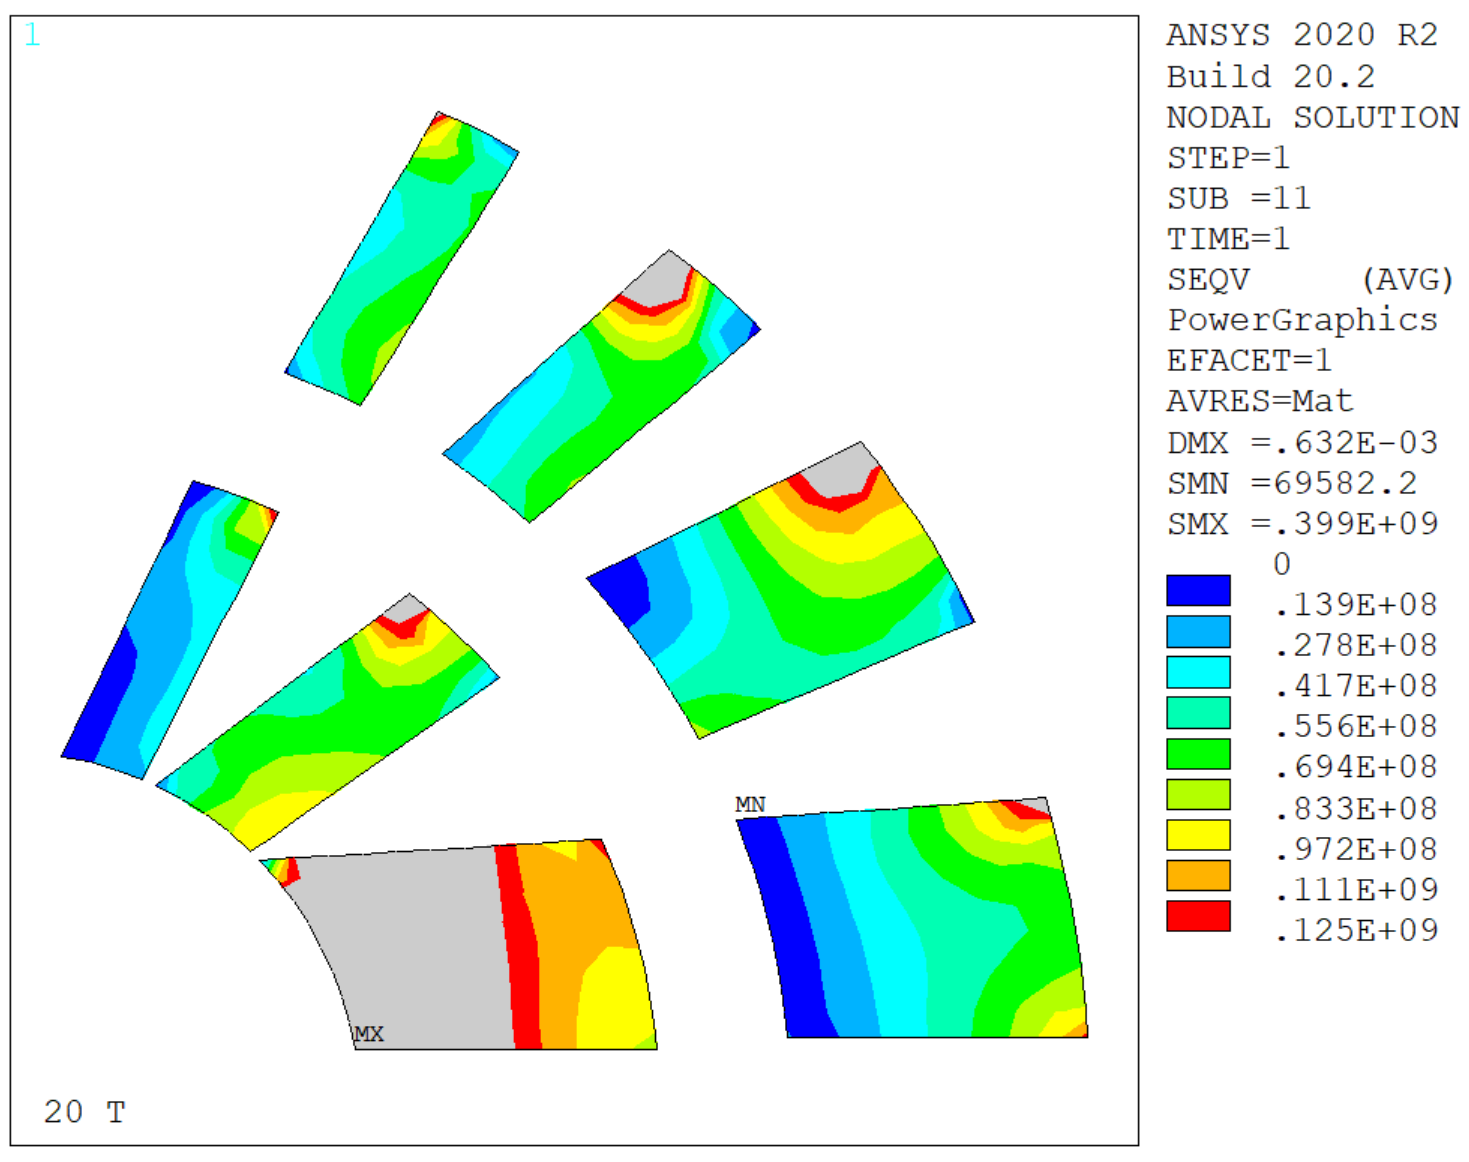 1
ANSYS 2020 R2
Build 20.2
NODAL SOLUTION
STEP=1
SUB =11
TIME=1
SEQV (AVG)
PowerGraphics
EFACET=1
AVRES=Mat
DMX =.632E-03
SMN =69582.2
SMX =.399E+09
0
.139E+08
.278E+08
.417E+08
.556E+08
.694E+08
.833E+08
.972E+08
.111E+09
.125E+09
MN
MX
20 T